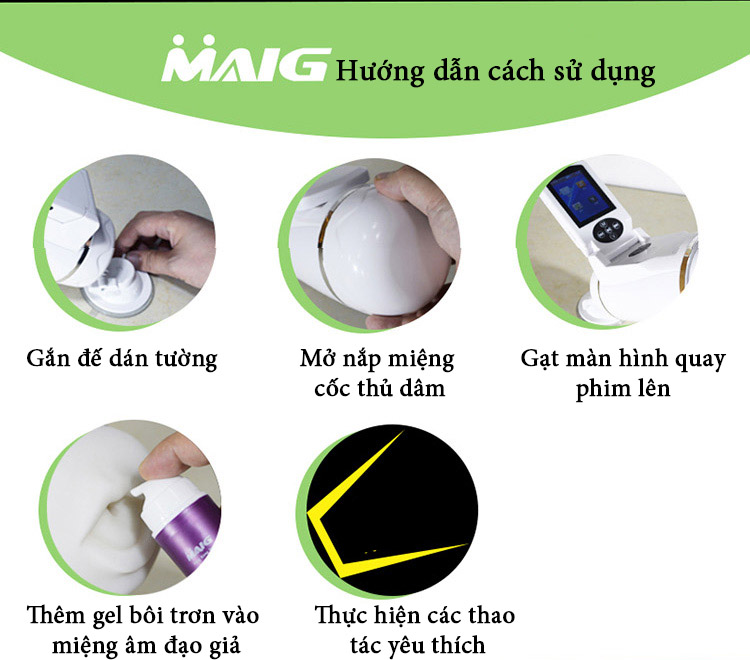 MAIG Hướng dẫn cách sử dụng
Gắn đế dán tường
Mở nắp miệng
cốc thủ dâm
Gạt màn hình quay
phim lên
MAIG
Thêm gel bôi trơn vào
miệng âm đạo giả
Thực hiện các thao
tác yêu thích